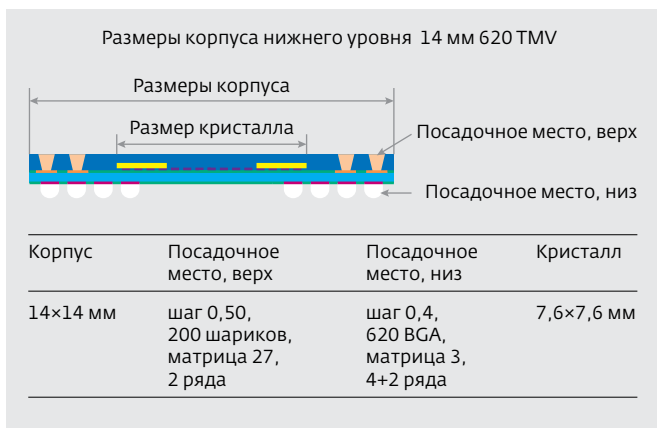 Размеры корпуса нижнего уровня 14 мм 620 TMV
Размеры корпуса
Размер кристалла
Посадочное место, верх
Посадочное место, низ
Корпус Посадочное место, верх Посадочное место, низ Кристалл
14×14 мм
шаг 0,50,
200 шариков,
матрица 27,
2 ряда
шаг 0,4,
620 BGA,
матрица 3,
4+2 ряда
7,6×7,6 мм